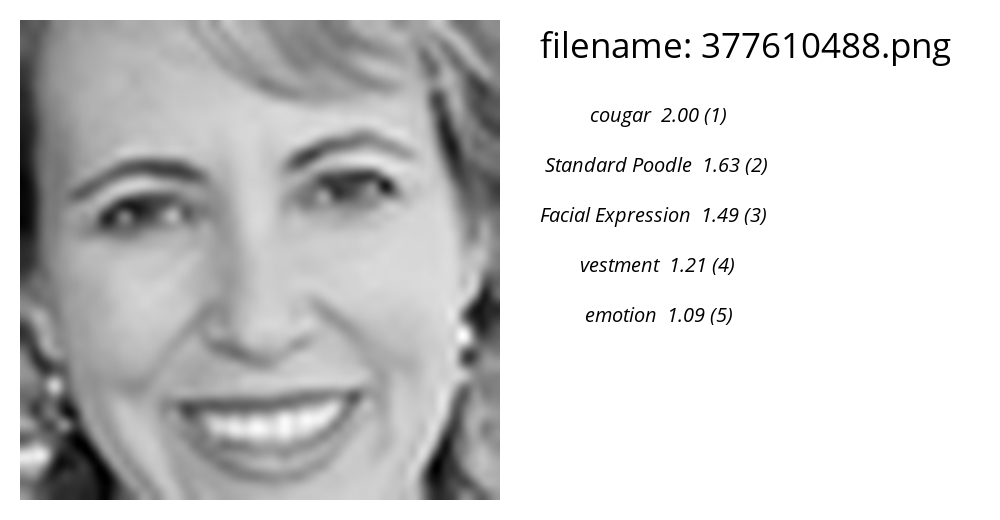 filename: 377610488.png
cougar 2.00 (1)
Standard Poodle 1.63 (2)
Facial Expression 1.49 (3)
vestment 1.21 (4)
emotion 1.09 (5)